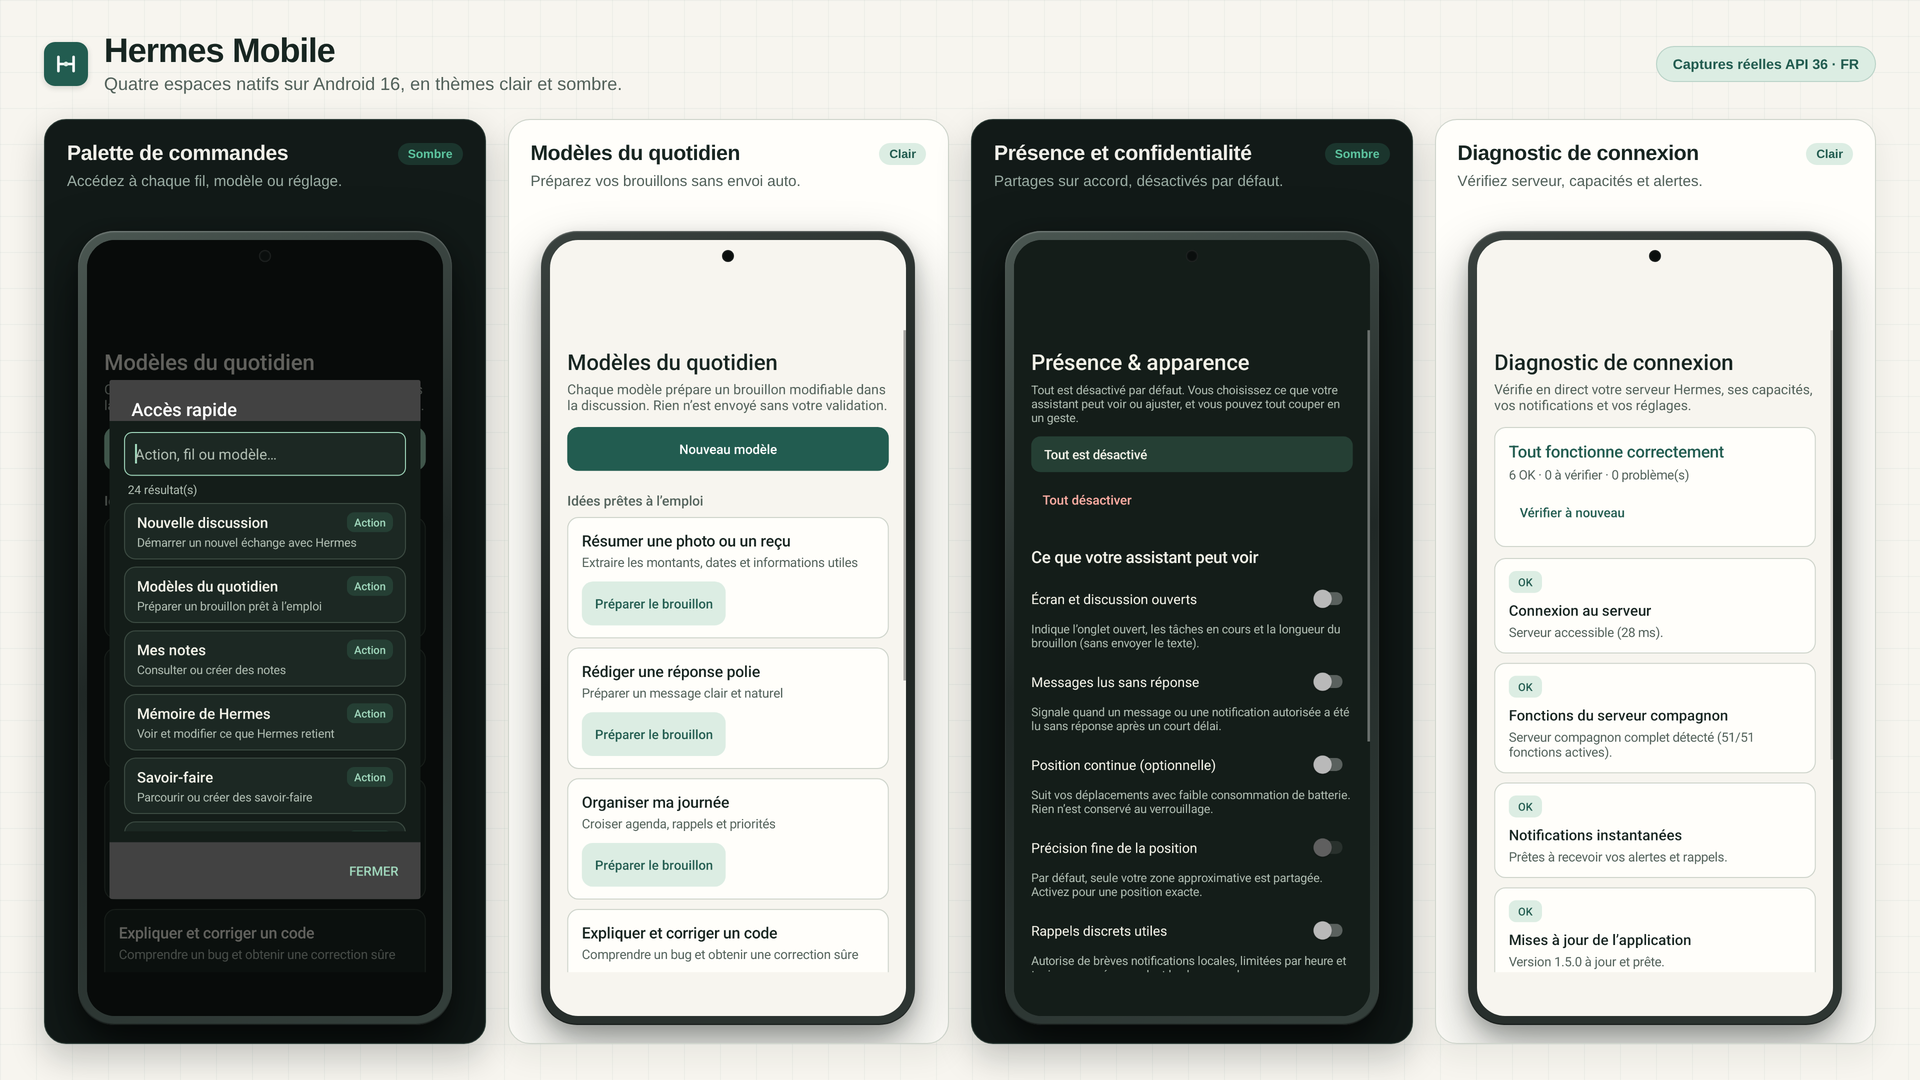 Hermes Mobile
Quatre espaces natifs sur Android 16, en thèmes clair et sombre.
Captures réelles API 36 · FR
Palette de commandes
Sombre
Accédez à chaque fil, modèle ou réglage.
Modèles du quotidien
Accès rapide
Action, fil ou modèle…
24 résultat(s)
Nouvelle discussion
Action
Démarrer un nouvel échange avec Hermes
Modèles du quotidien
Action
Préparer un brouillon prêt à l’emploi
Mes notes
Action
Consulter ou créer des notes
Mémoire de Hermes
Action
Voir et modifier ce que Hermes retient
Savoir-faire
Action
Parcourir ou créer des savoir-faire
FERMER
Expliquer et corriger un code
Comprendre un bug et obtenir une correction sûre
Modèles du quotidien
Clair
Préparez vos brouillons sans envoi auto.
Modèles du quotidien
Chaque modèle prépare un brouillon modifiable dans
la discussion. Rien n’est envoyé sans votre validation.
Nouveau modèle
Idées prêtes à l’emploi
Résumer une photo ou un reçu
Extraire les montants, dates et informations utiles
Préparer le brouillon
Rédiger une réponse polie
Préparer un message clair et naturel
Préparer le brouillon
Organiser ma journée
Croiser agenda, rappels et priorités
Préparer le brouillon
Expliquer et corriger un code
Comprendre un bug et obtenir une correction sûre
Présence et confidentialité
Sombre
Partages sur accord, désactivés par défaut.
Présence & apparence
Tout est désactivé par défaut. Vous choisissez ce que votre
assistant peut voir ou ajuster, et vous pouvez tout couper en
un geste.
Tout est désactivé
Tout désactiver
Ce que votre assistant peut voir
Écran et discussion ouverts
Indique l’onglet ouvert, les tâches en cours et la longueur du
brouillon (sans envoyer le texte).
Messages lus sans réponse
Signale quand un message ou une notification autorisée a été
lu sans réponse après un court délai.
Position continue (optionnelle)
Suit vos déplacements avec faible consommation de batterie.
Rien n’est conservé au verrouillage.
Précision fine de la position
Par défaut, seule votre zone approximative est partagée.
Activez pour une position exacte.
Rappels discrets utiles
Autorise de brèves notifications locales, limitées par heure et
Diagnostic de connexion
Clair
Vérifiez serveur, capacités et alertes.
Diagnostic de connexion
Vérifie en direct votre serveur Hermes, ses capacités,
vos notifications et vos réglages.
Tout fonctionne correctement
6 OK · 0 à vérifier · 0 problème(s)
Vérifier à nouveau
OK
Connexion au serveur
Serveur accessible (28 ms).
OK
Fonctions du serveur compagnon
Serveur compagnon complet détecté (51/51
fonctions actives).
OK
Notifications instantanées
Prêtes à recevoir vos alertes et rappels.
OK
Mises à jour de l’application
Version 1.5.0 à jour et prête.